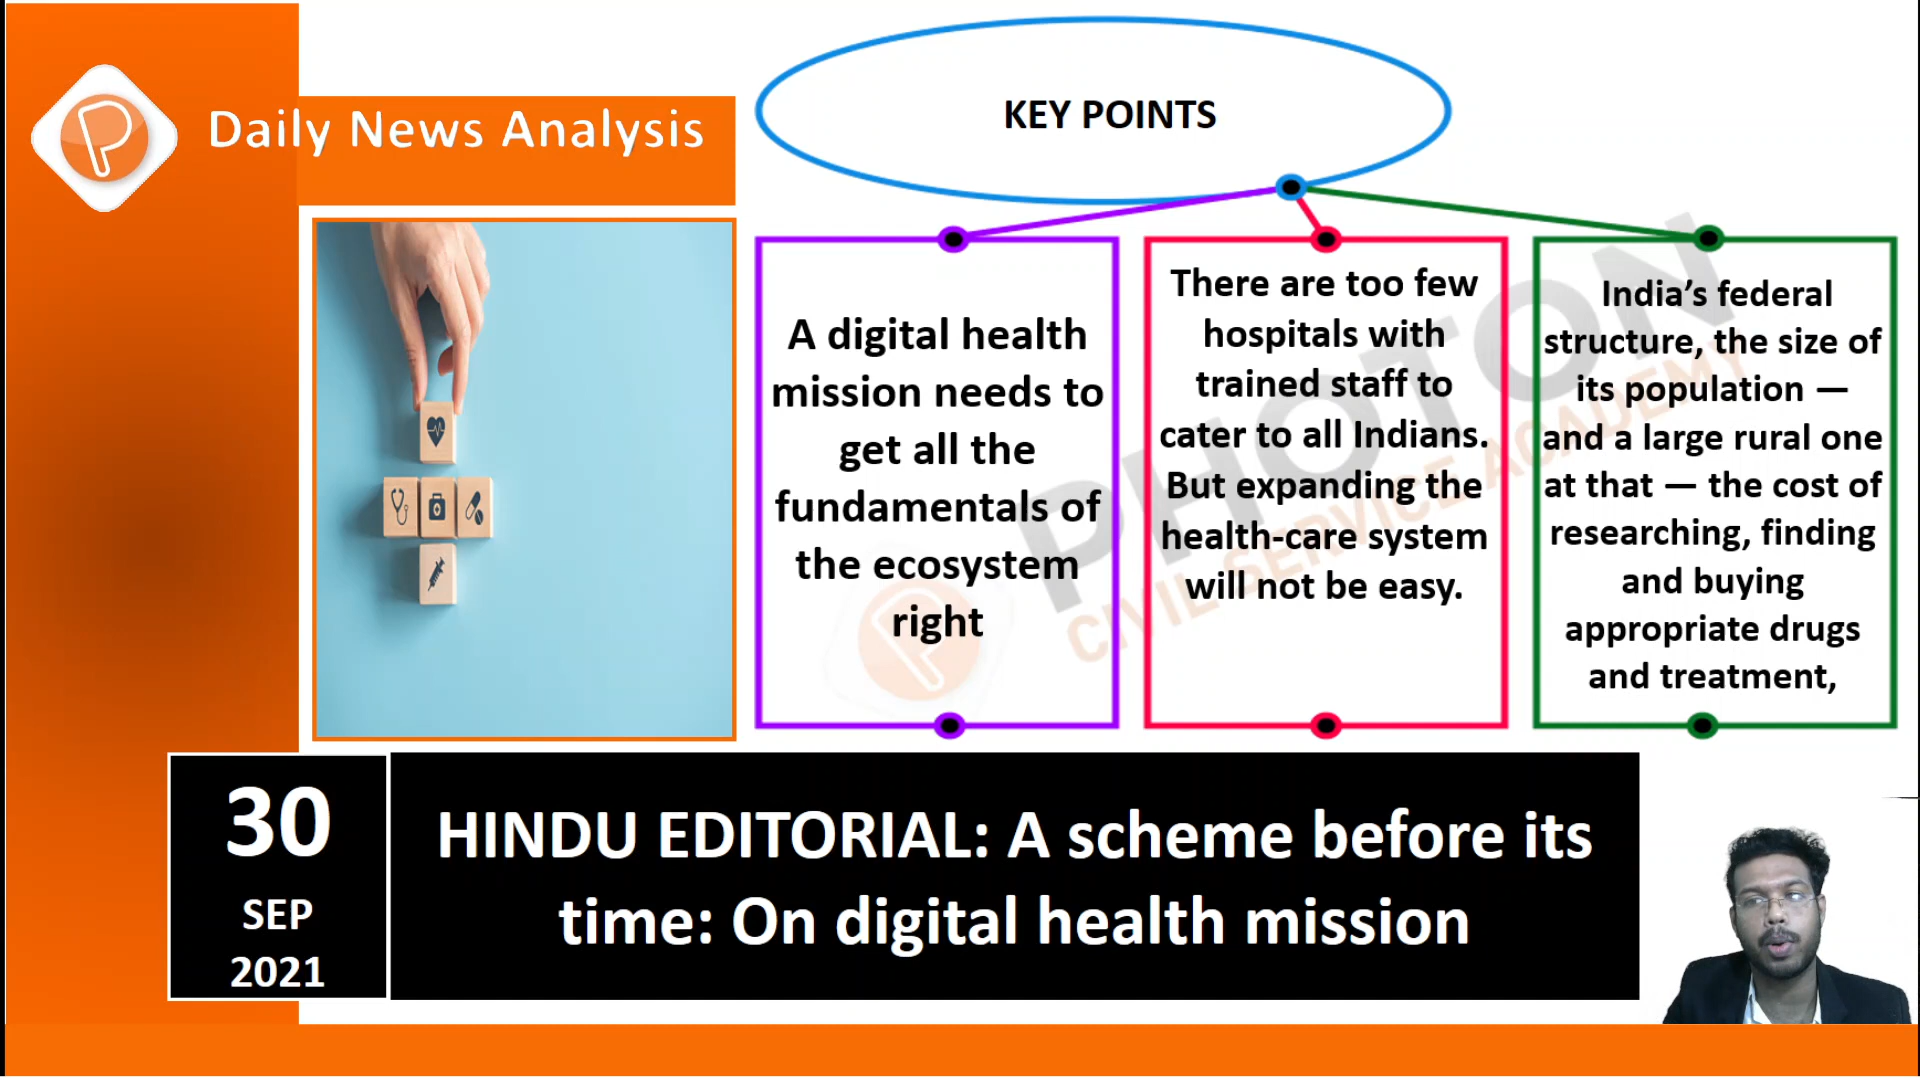 Daily News Analysis
KEY POINTS
A digital health
mission needs to
get all the
fundamentals of
the ecosystem
right
There are too few
hospitals with
trained staff to
cater to all Indians.
But expanding the
health-care system
will not be easy.
India’s federal
structure, the size of
its population —
and a large rural one
at that — the cost of
researching, finding
and buying
appropriate drugs
and treatment,
PHOTON
CIVIL SERVICE ACADEMY
30
SEP
2021
HINDU EDITORIAL: A scheme before its
time: On digital health mission